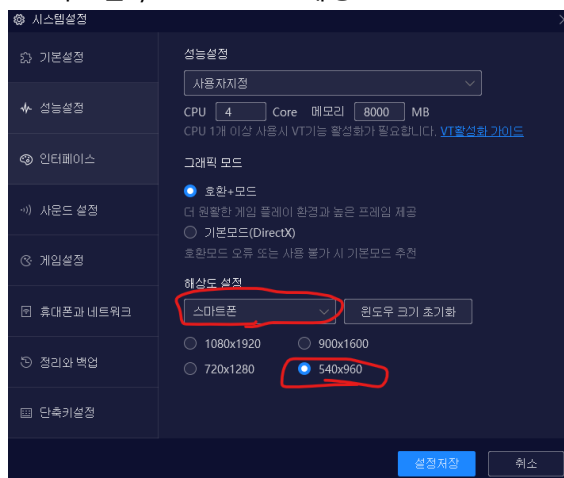 시스템설정
기본설정
성능설정
인터페이스
사운드 설정
게임설정
휴대폰과 네트워크
정리와 백업
단축키설정
성능설정
사용자지정
CPU 4 Core 메모리 8000 MB
CPU 1개 이상 사용시 VT기능 활성화가 필요합니다. VT활성화 가이드
그래픽 모드
호환+모드
더 원활한 게임 플레이 환경과 높은 프레임 제공
기본모드(DirectX)
호환모드 오류 또는 사용 불가 시 기본모드 추천
해상도 설정
스마트폰 윈도우 크기 초기화
1080x1920 900x1600
720x1280 540x960
설정저장 취소